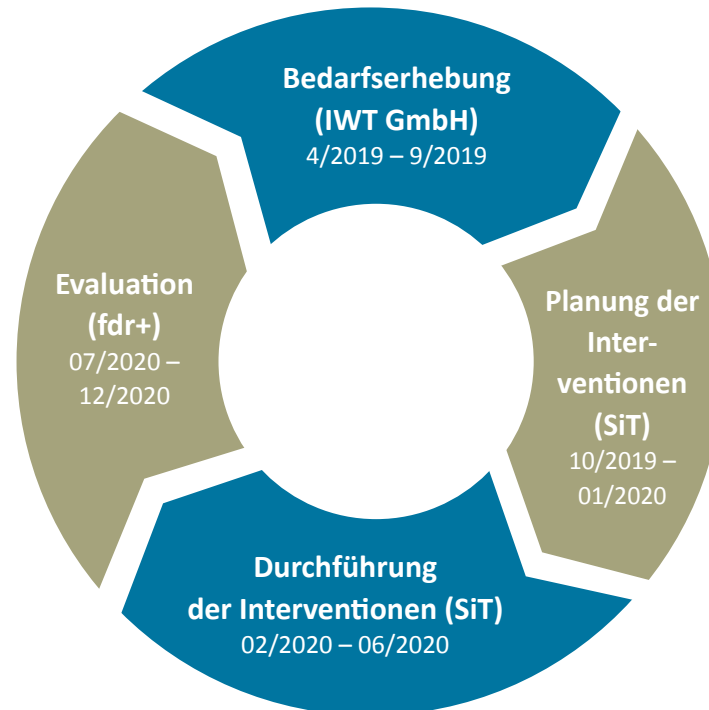 Bedarfserhebung
(IWT GmbH)
4/2019 – 9/2019
Planung der
Inter-
ventionen
(SiT)
10/2019 –
01/2020
Durchführung
der Interventionen (SiT)
02/2020 – 06/2020
Evaluation
(fdr+)
07/2020 –
12/2020